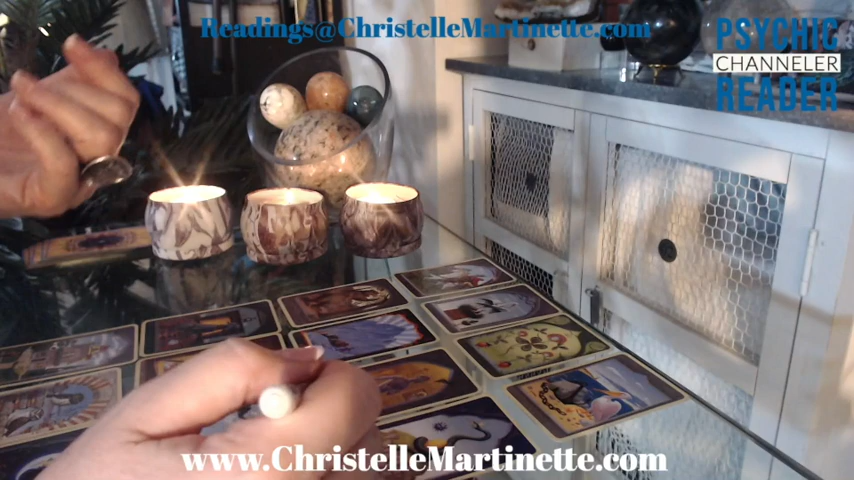 Readings@ChristelleMartinette.com
PSYCHIC
CHANNELER
READER
www.ChristelleMartinette.com